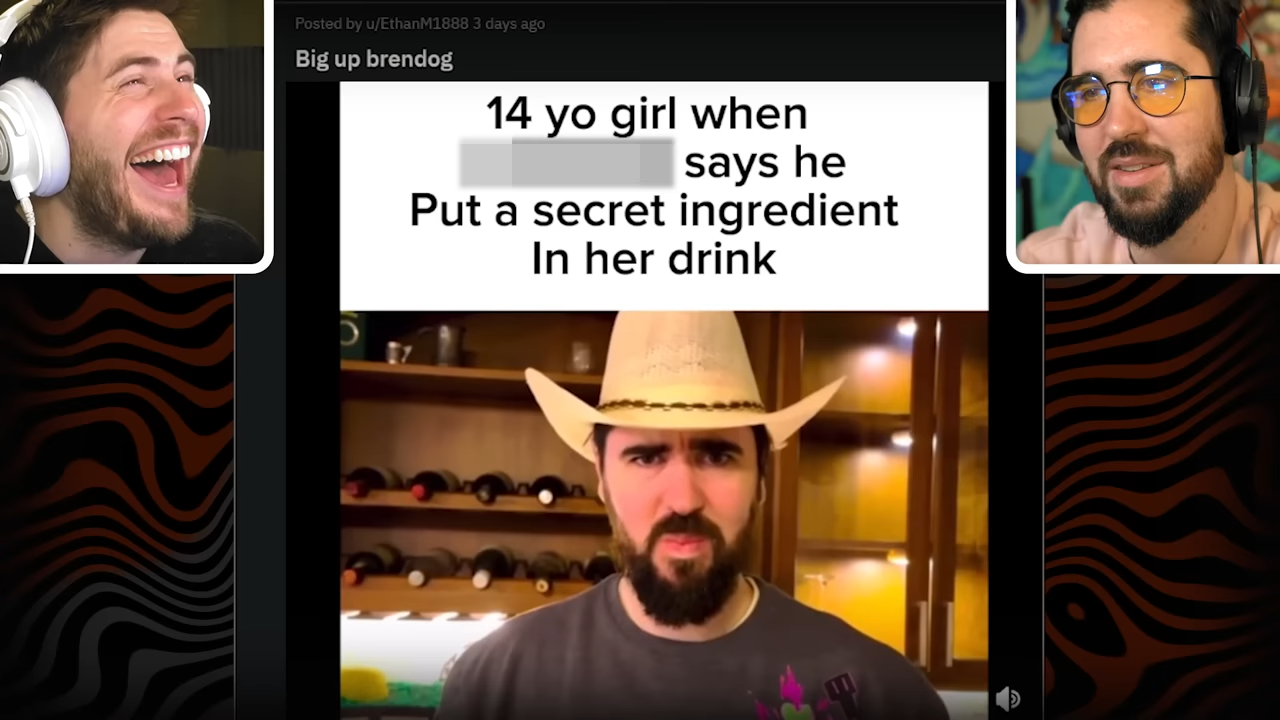 Posted by u/EthanM1888 3 days ago
Big up brendog
14 yo girl when
says he
Put a secret ingredient
In her drink